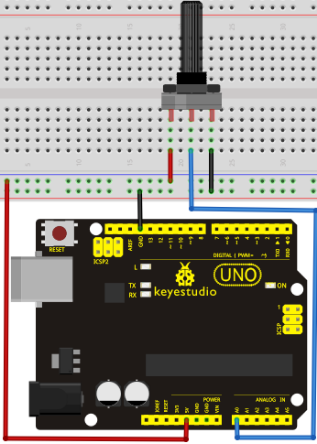 RESET
ICSP2
AREF
GND
13
12
~11
~10
~9
8
7
~6
~5
4
~3
2
TX▸1
RX◂0
DIGITAL ( PWM~)
L
TX
RX
keyestudio
UNO
ON
ICSP
1
IOREF
RESET
3V3
5V
GND
GND
VIN
POWER
ANALOG IN
A0
A1
A2
A3
A4
A5